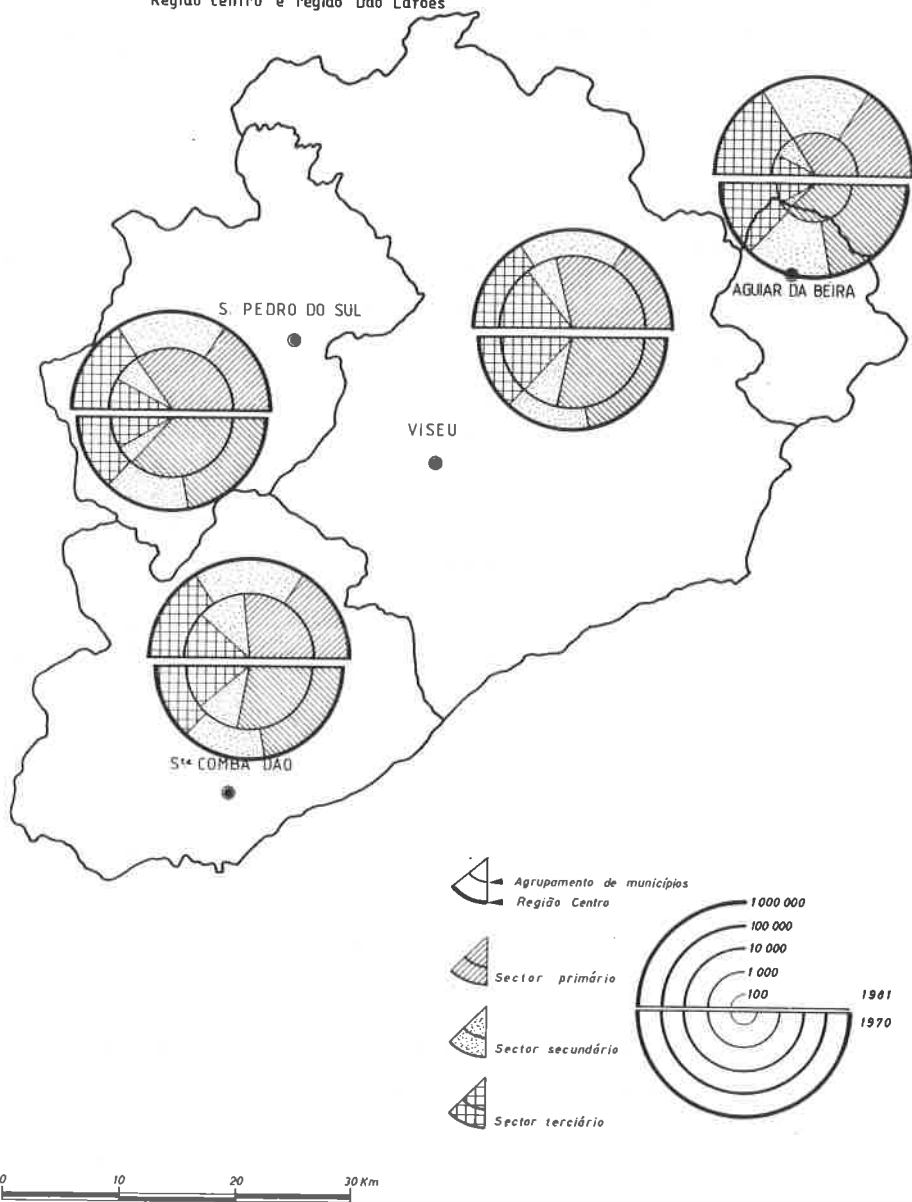 Região Centro e região Dão Lafões
S. PEDRO DO SUL
AGUIAR DA BEIRA
VISEU
Sta COMBA DÃO
Agrupamento de municípios
Região Centro
1 000 000
100 000
10 000
1 000
100
Sector primário
1981
1970
Sector secundário
Sector terciário
0 10 20 30 Km